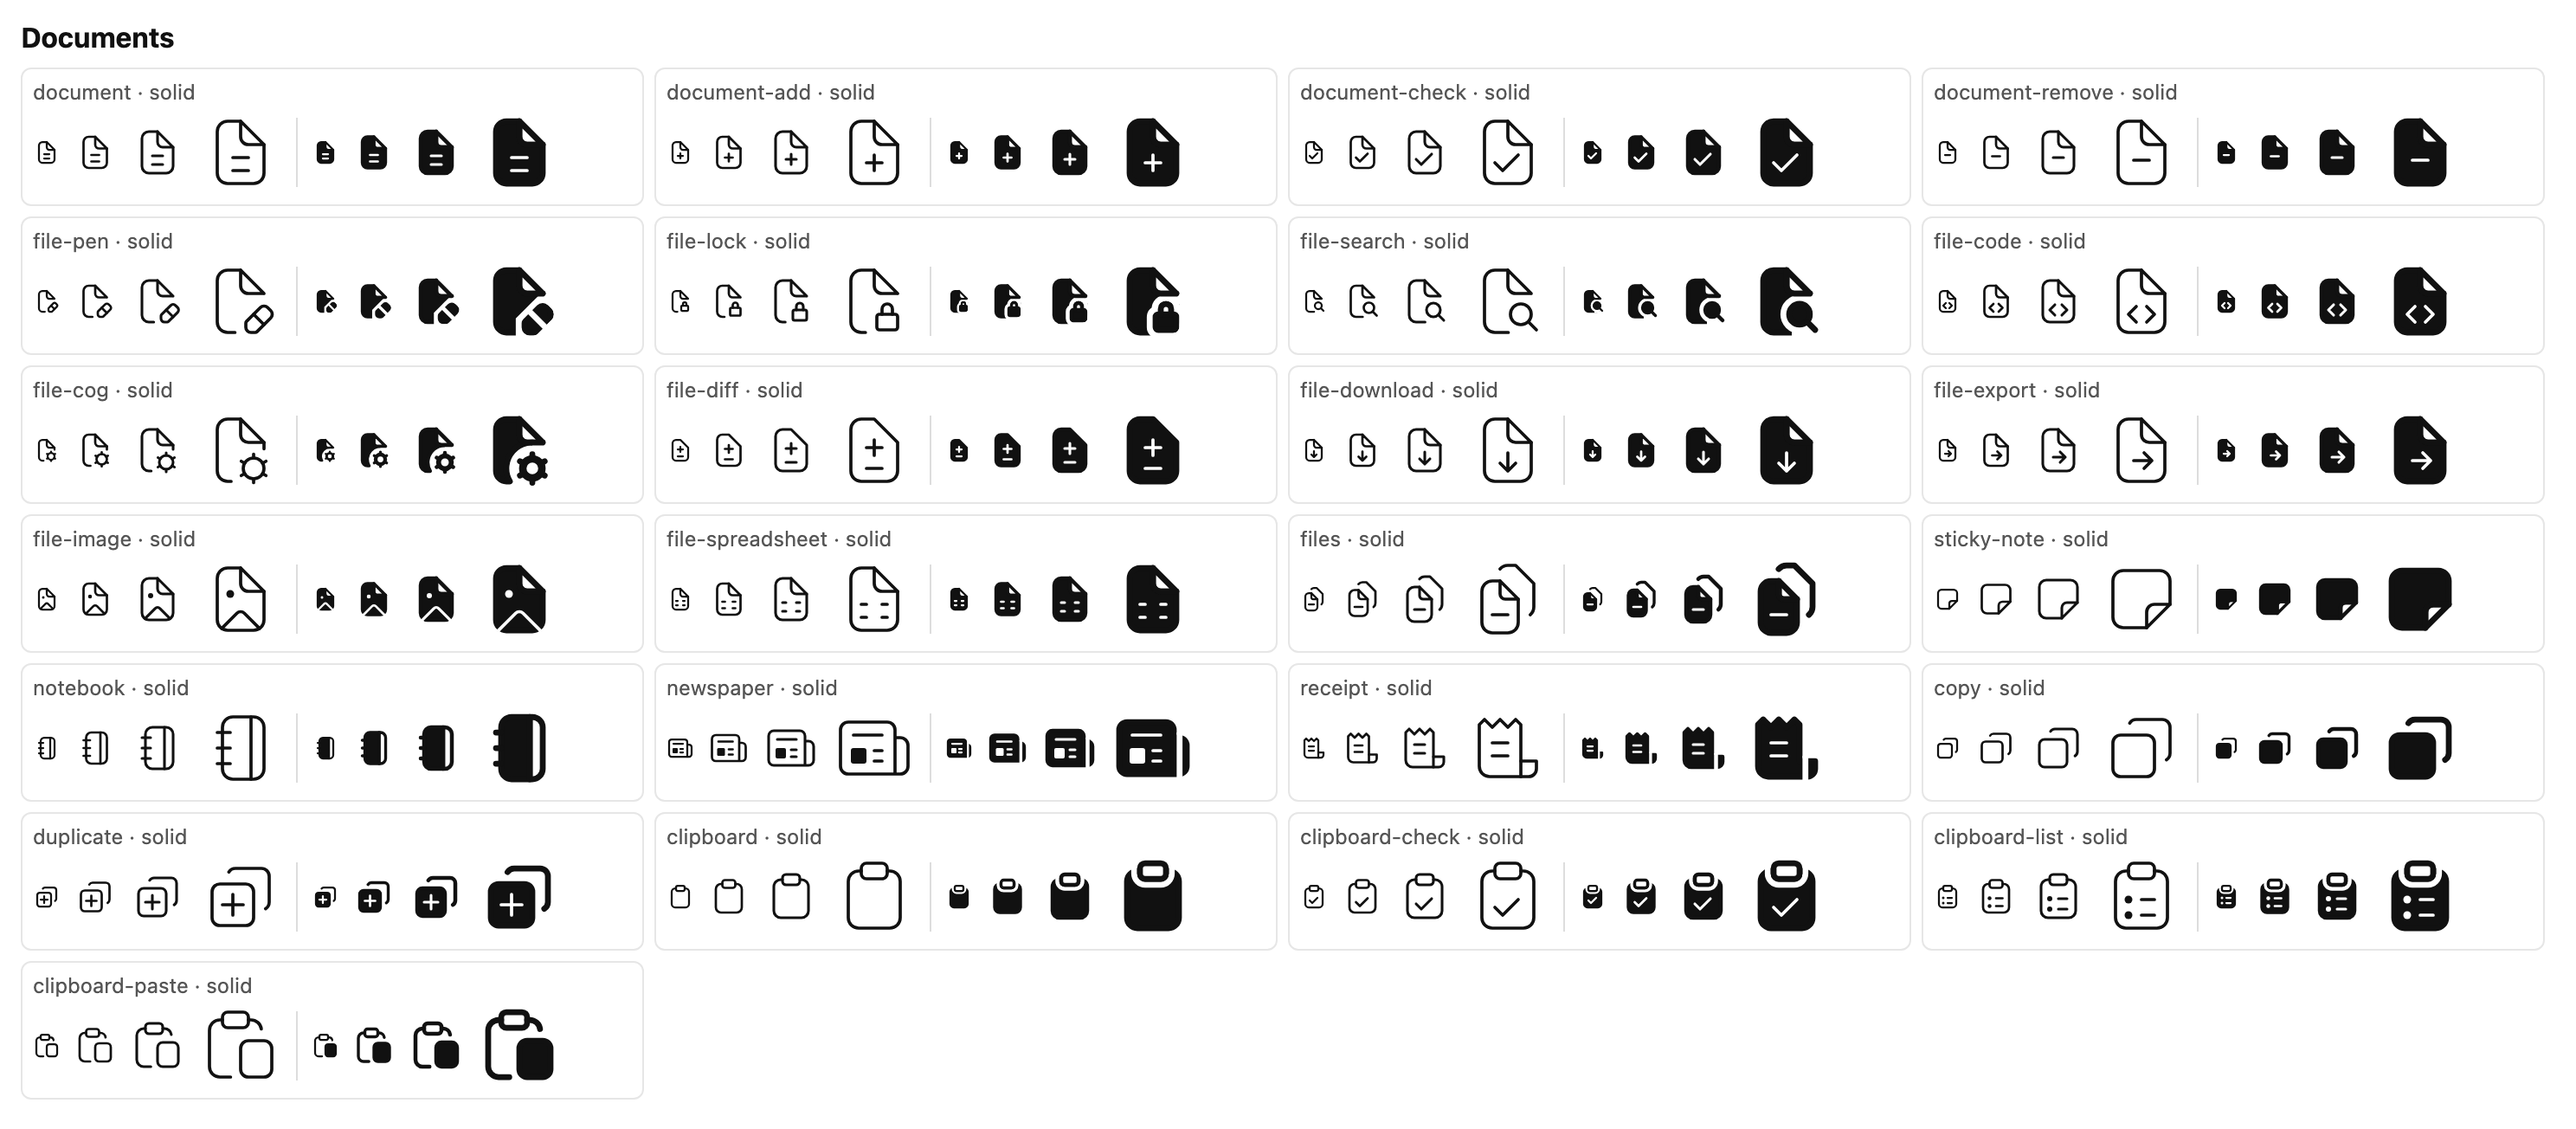 Documents
document · solid
document-add · solid
document-check · solid
document-remove · solid
file-pen · solid
file-lock · solid
file-search · solid
file-code · solid
file-cog · solid
file-diff · solid
file-download · solid
file-export · solid
file-image · solid
file-spreadsheet · solid
files · solid
sticky-note · solid
notebook · solid
newspaper · solid
receipt · solid
copy · solid
duplicate · solid
clipboard · solid
clipboard-check · solid
clipboard-list · solid
clipboard-paste · solid